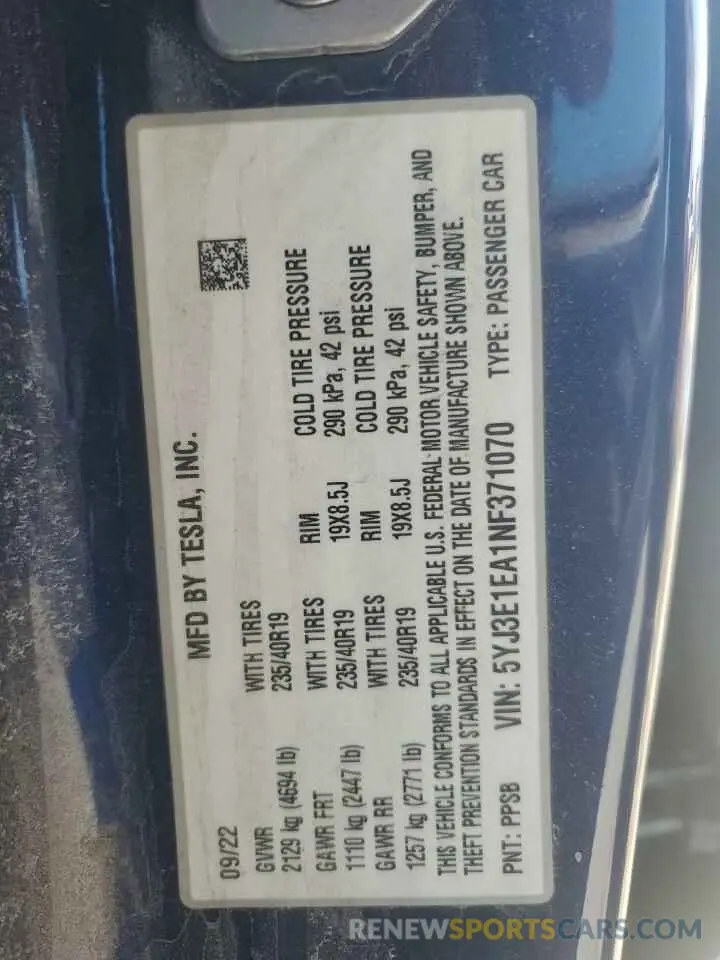 MFD BY TESLA, INC.
09/22
GVWR WITH TIRES RIM COLD TIRE PRESSURE
2129 kg (4694 lb) 235/40R19 19X8.5J 290 kPa, 42 psi
GAWR FRT WITH TIRES RIM COLD TIRE PRESSURE
1110 kg (2447 lb) 235/40R19 19X8.5J 290 kPa, 42 psi
GAWR RR WITH TIRES
1257 kg (2771 lb) 235/40R19
THIS VEHICLE CONFORMS TO ALL APPLICABLE U.S. FEDERAL MOTOR VEHICLE SAFETY, BUMPER, AND
THEFT PREVENTION STANDARDS IN EFFECT ON THE DATE OF MANUFACTURE SHOWN ABOVE.
PNT: PPSB VIN: 5YJ3E1EA1NF371070 TYPE: PASSENGER CAR
RENEWSPORTSCARS.COM